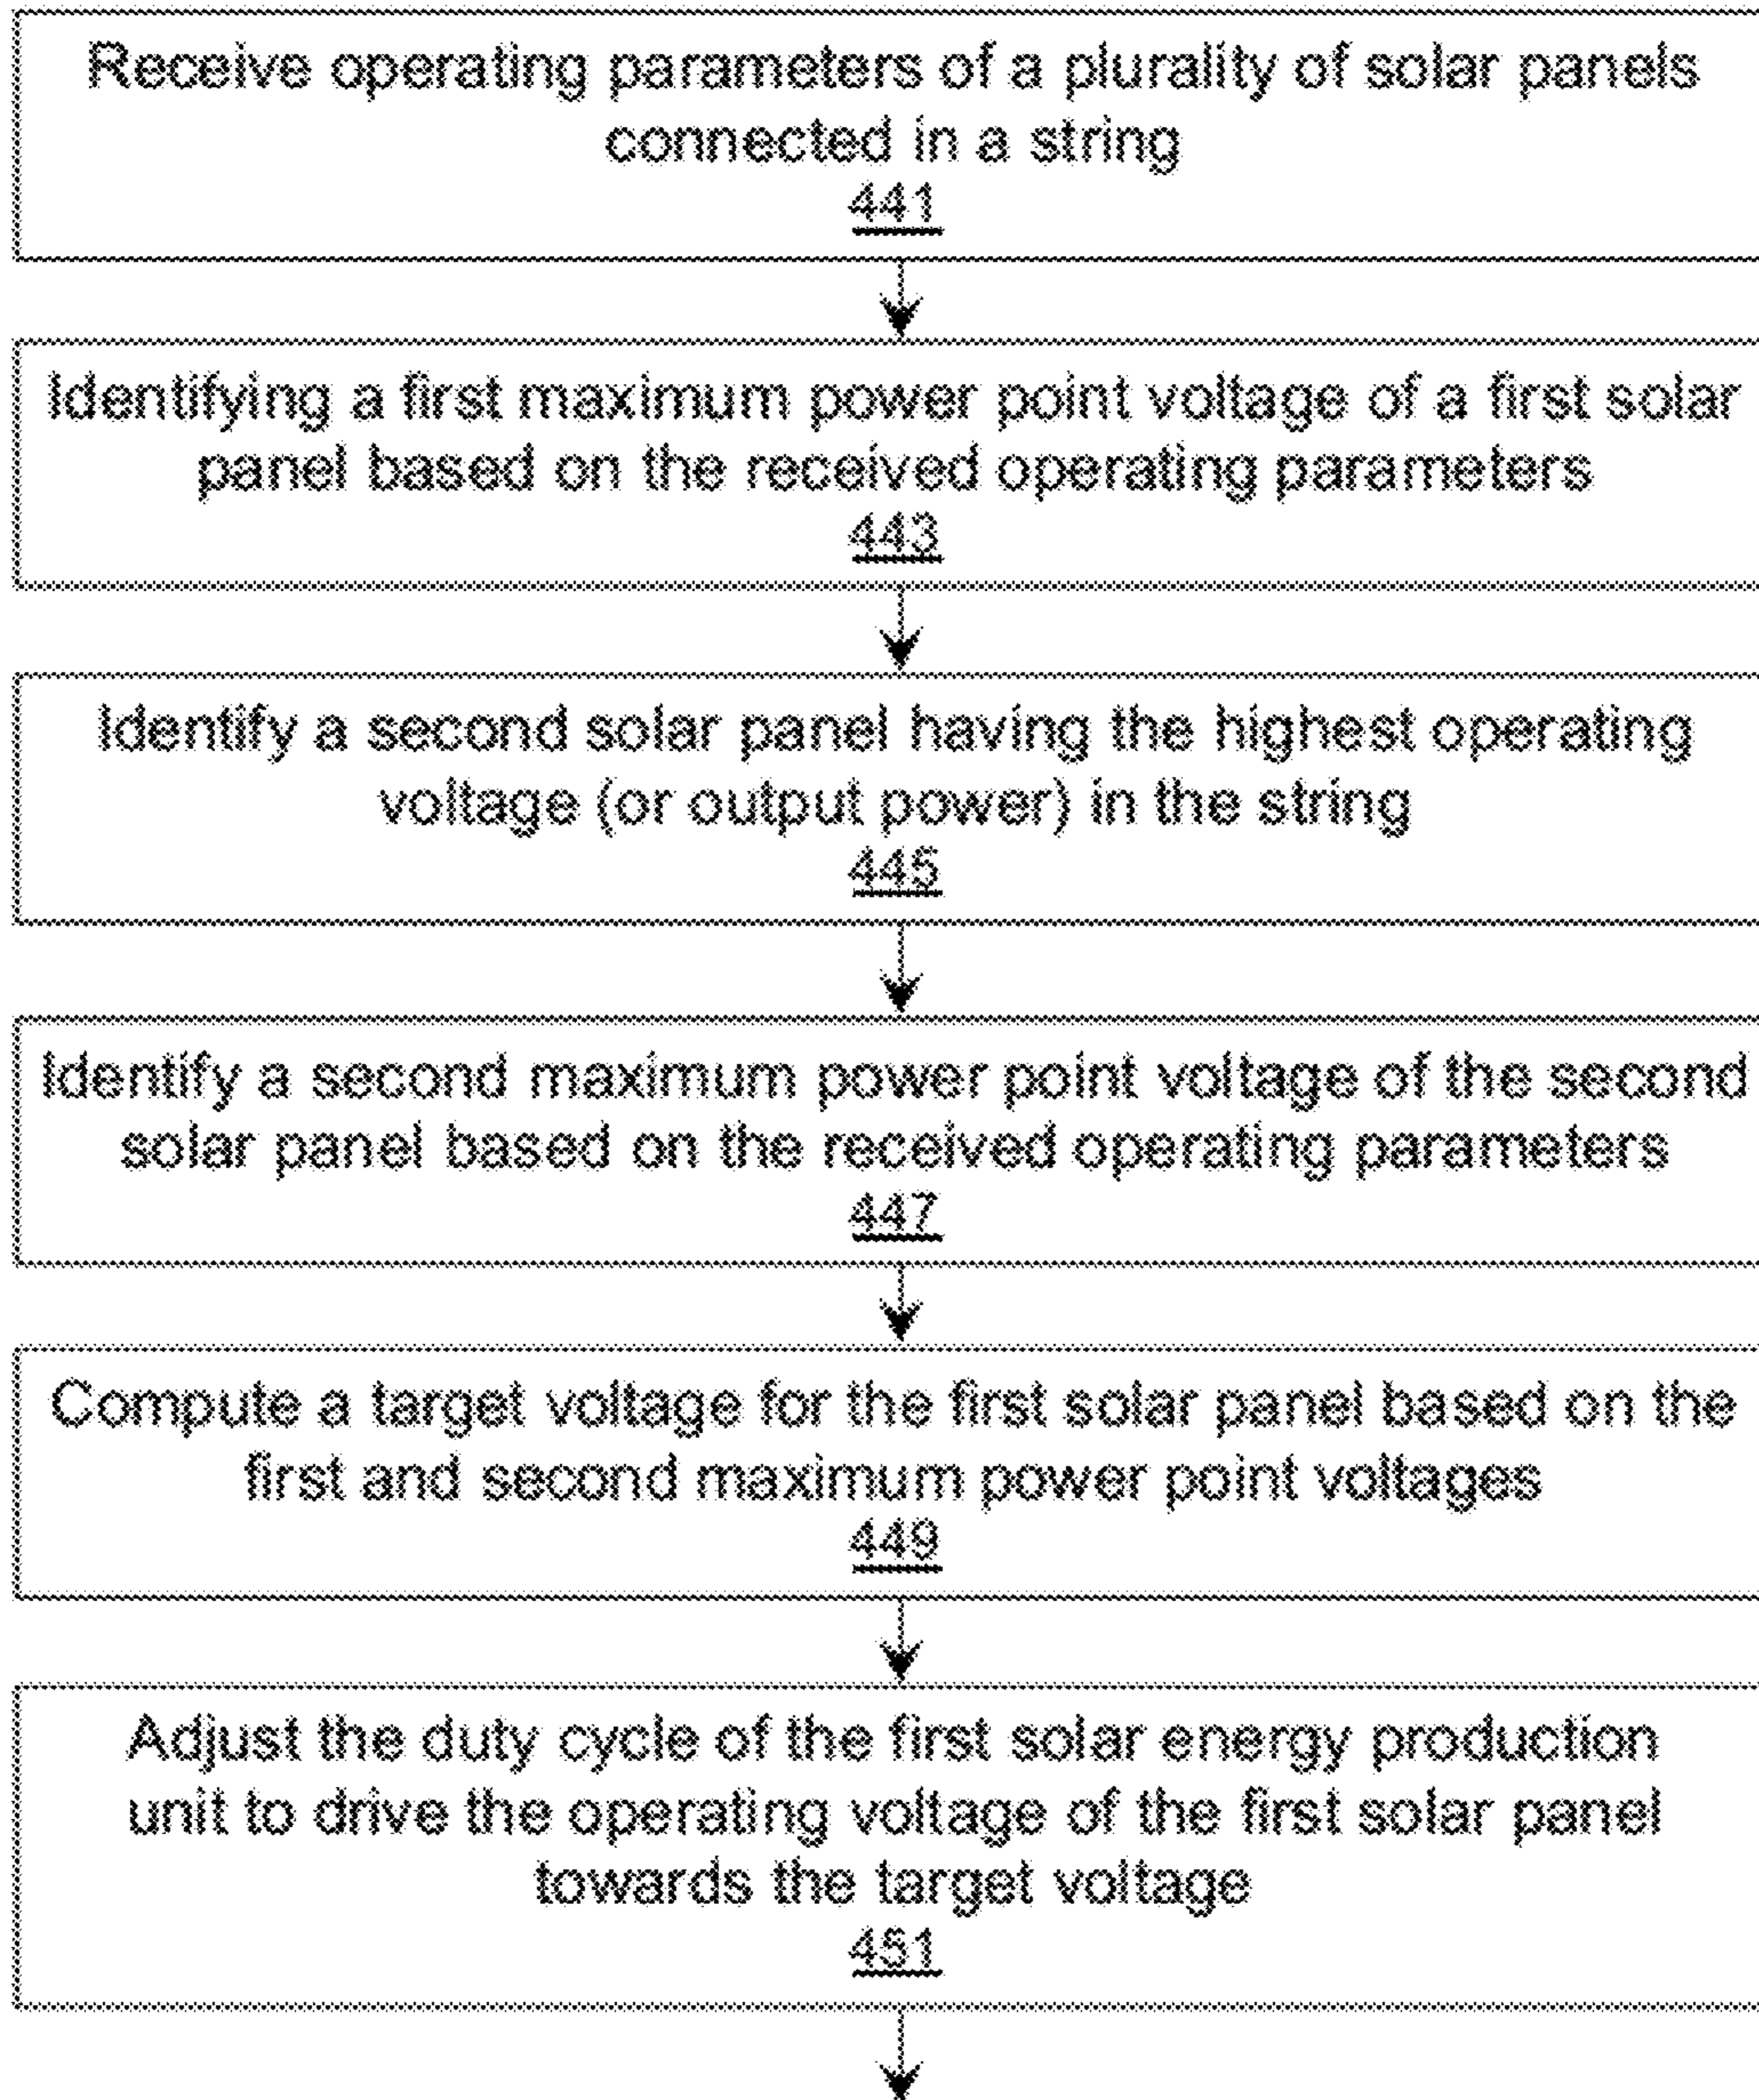 Receive operating parameters of a plurality of solar panels
connected in a string
441
Identifying a first maximum power point voltage of a first solar
panel based on the received operating parameters
443
Identify a second solar panel having the highest operating
voltage (or output power) in the string
445
Identify a second maximum power point voltage of the second
solar panel based on the received operating parameters
447
Compute a target voltage for the first solar panel based on the
first and second maximum power point voltages
449
Adjust the duty cycle of the first solar energy production
unit to drive the operating voltage of the first solar panel
towards the target voltage
451